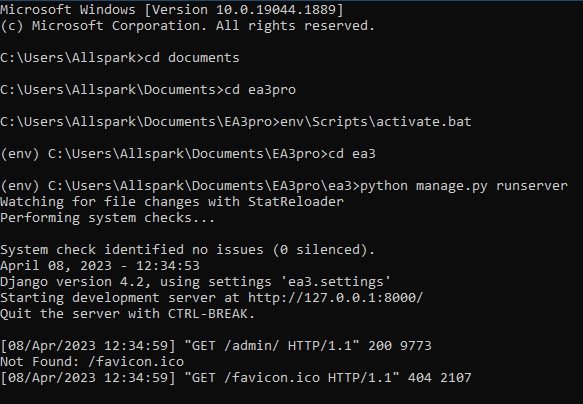 Microsoft Windows [Version 10.0.19044.1889]
(c) Microsoft Corporation. All rights reserved.
C:\Users\Allspark>cd documents
C:\Users\Allspark\Documents>cd ea3pro
C:\Users\Allspark\Documents\EA3pro>env\Scripts\activate.bat
(env) C:\Users\Allspark\Documents\EA3pro>cd ea3
(env) C:\Users\Allspark\Documents\EA3pro\ea3>python manage.py runserver
Watching for file changes with StatReloader
Performing system checks...
System check identified no issues (0 silenced).
April 08, 2023 - 12:34:53
Django version 4.2, using settings 'ea3.settings'
Starting development server at http://127.0.0.1:8000/
Quit the server with CTRL-BREAK.
[08/Apr/2023 12:34:59] "GET /admin/ HTTP/1.1" 200 9773
Not Found: /favicon.ico
[08/Apr/2023 12:34:59] "GET /favicon.ico HTTP/1.1" 404 2107